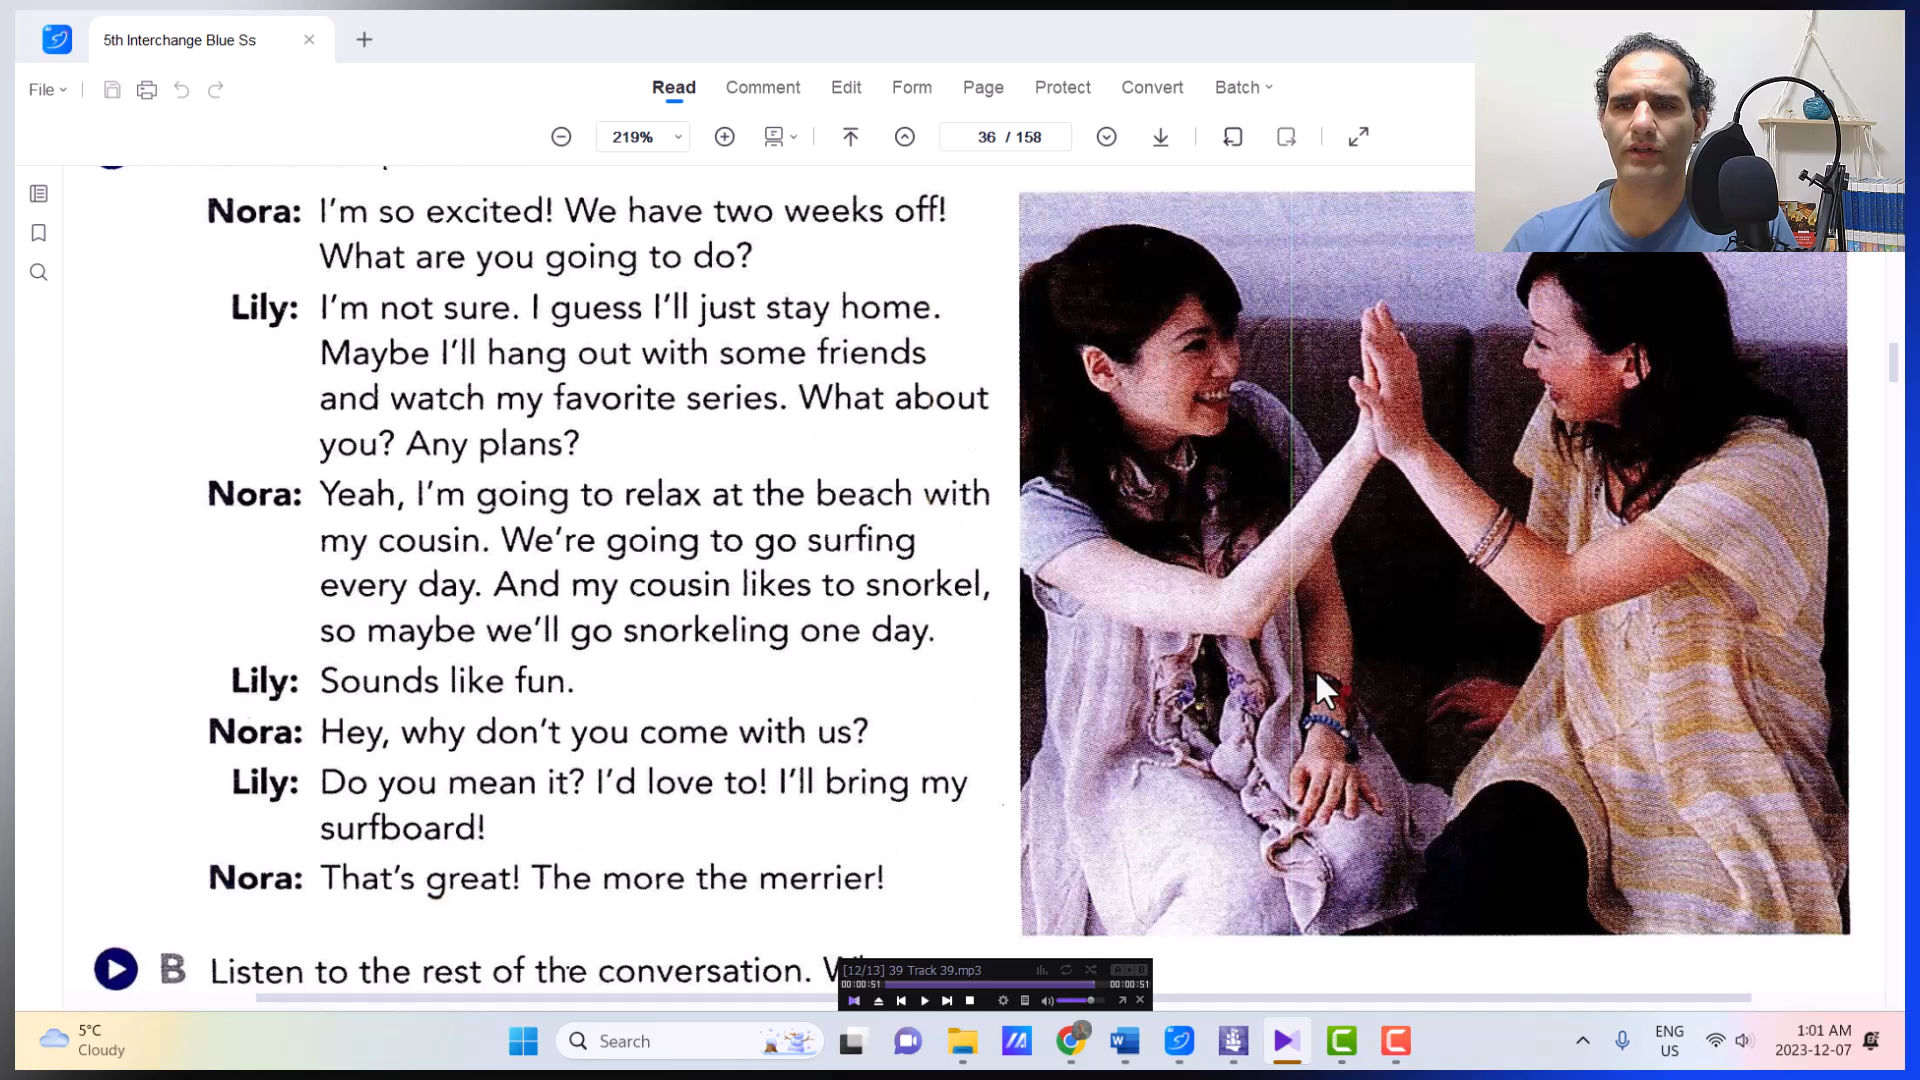 5th Interchange Blue Ss
File
Read Comment Edit Form Page Protect Convert Batch
219%
36 / 158
Nora: I'm so excited! We have two weeks off!
What are you going to do?
Lily: I'm not sure. I guess I'll just stay home.
Maybe I'll hang out with some friends
and watch my favorite series. What about
you? Any plans?
Nora: Yeah, I'm going to relax at the beach with
my cousin. We're going to go surfing
every day. And my cousin likes to snorkel,
so maybe we'll go snorkeling one day.
Lily: Sounds like fun.
Nora: Hey, why don't you come with us?
Lily: Do you mean it? I'd love to! I'll bring my
surfboard!
Nora: That's great! The more the merrier!
B Listen to the rest of the conversation.
[12/13] 39 Track 39.mp3
00:00:51 00:00:51
5°C
Cloudy
Search
ENG
US
1:01 AM
2023-12-07